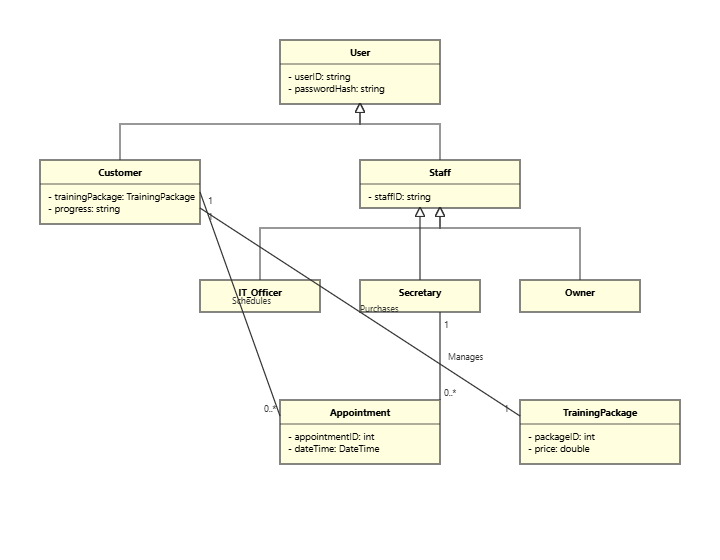 User
- userID: string
- passwordHash: string
Customer
- trainingPackage: TrainingPackage
- progress: string
Staff
- staffID: string
1
1
IT_Officer
Secretary
Owner
Schedules
Purchases
1
Manages
0..*
0..*
1
Appointment
- appointmentID: int
- dateTime: DateTime
TrainingPackage
- packageID: int
- price: double